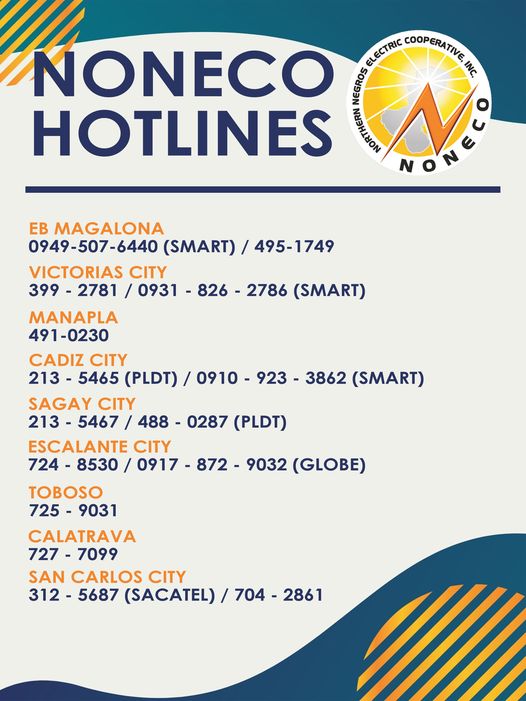 NONECO
HOTLINES
NORTHERN NEGROS ELECTRIC COOPERATIVE, INC.
NONECO
EB MAGALONA
0949-507-6440 (SMART) / 495-1749
VICTORIAS CITY
399 - 2781 / 0931 - 826 - 2786 (SMART)
MANAPLA
491-0230
CADIZ CITY
213 - 5465 (PLDT) / 0910 - 923 - 3862 (SMART)
SAGAY CITY
213 - 5467 / 488 - 0287 (PLDT)
ESCALANTE CITY
724 - 8530 / 0917 - 872 - 9032 (GLOBE)
TOBOSO
725 - 9031
CALATRAVA
727 - 7099
SAN CARLOS CITY
312 - 5687 (SACATEL) / 704 - 2861